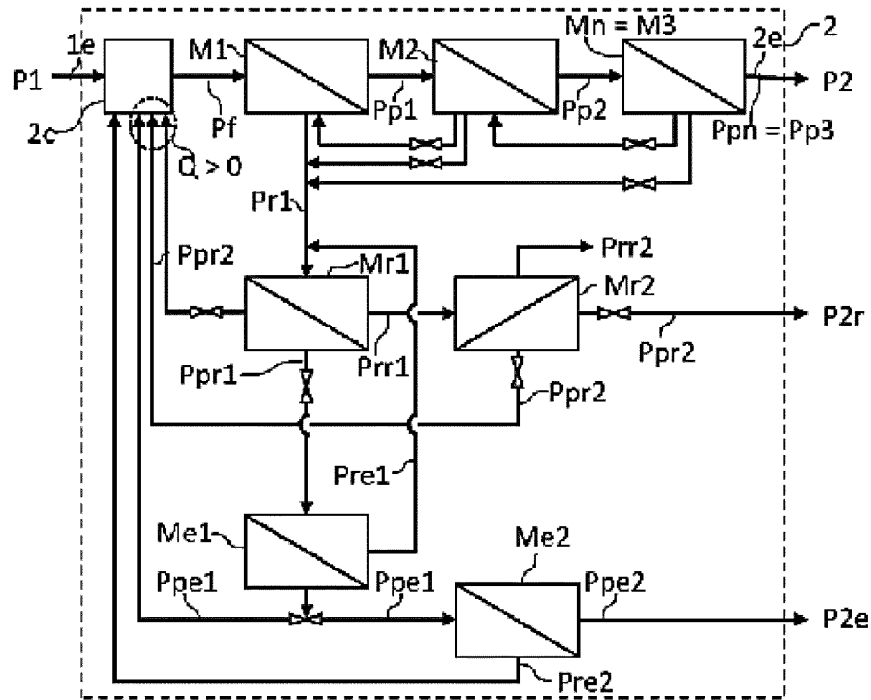 Mn = M3
M1
M2
2e
2
1e
P1
P2
Pf
Pp1
Pp2
Ppn = Pp3
2c
Q > 0
Pr1
Prr2
Ppr2
Mr1
Mr2
P2r
Ppr1
Prr1
Ppr2
Ppr2
Pre1
Me1
Me2
Ppe1
Ppe1
Ppe2
P2e
Pre2